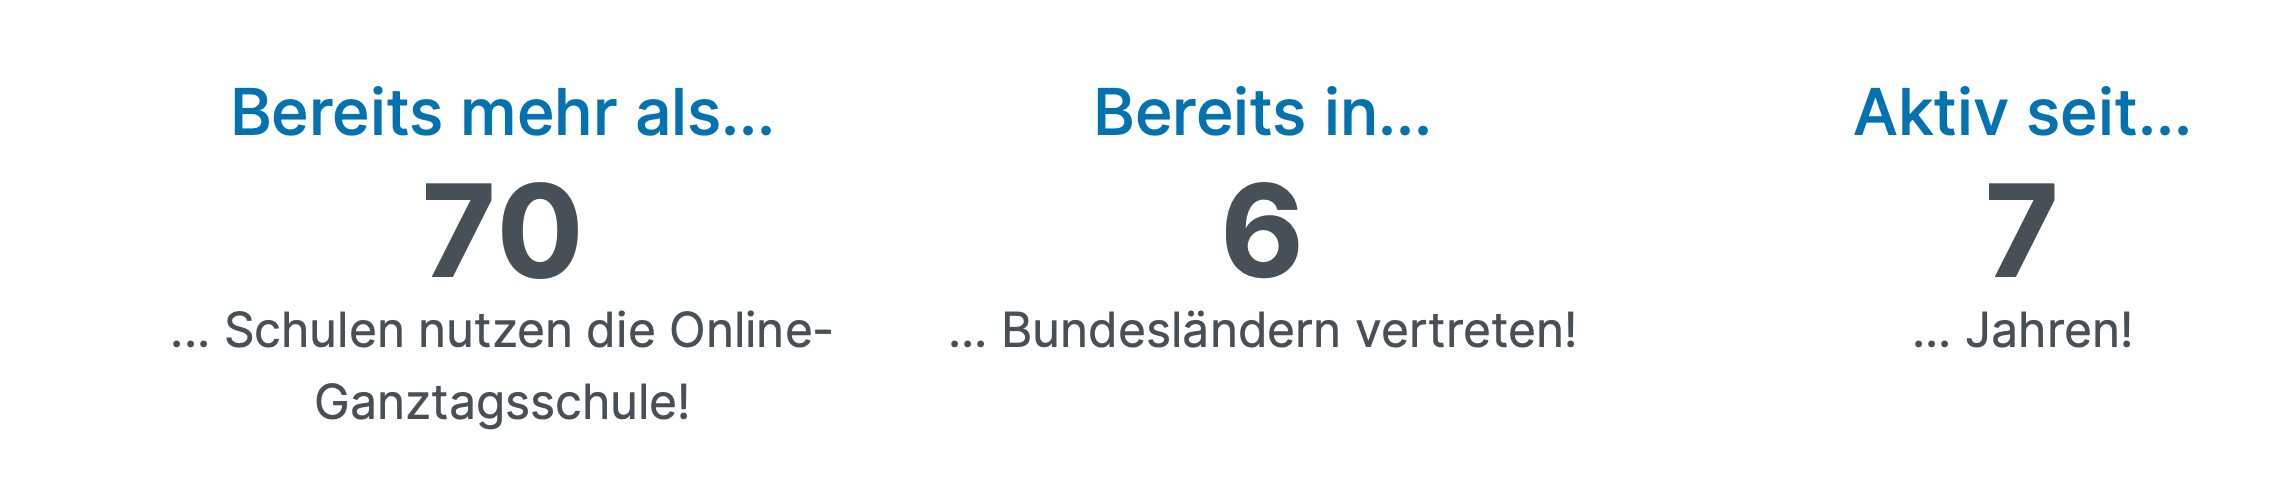 Bereits mehr als...
70
... Schulen nutzen die Online-
Ganztagsschule!
Bereits in...
6
... Bundesländern vertreten!
Aktiv seit...
7
... Jahren!